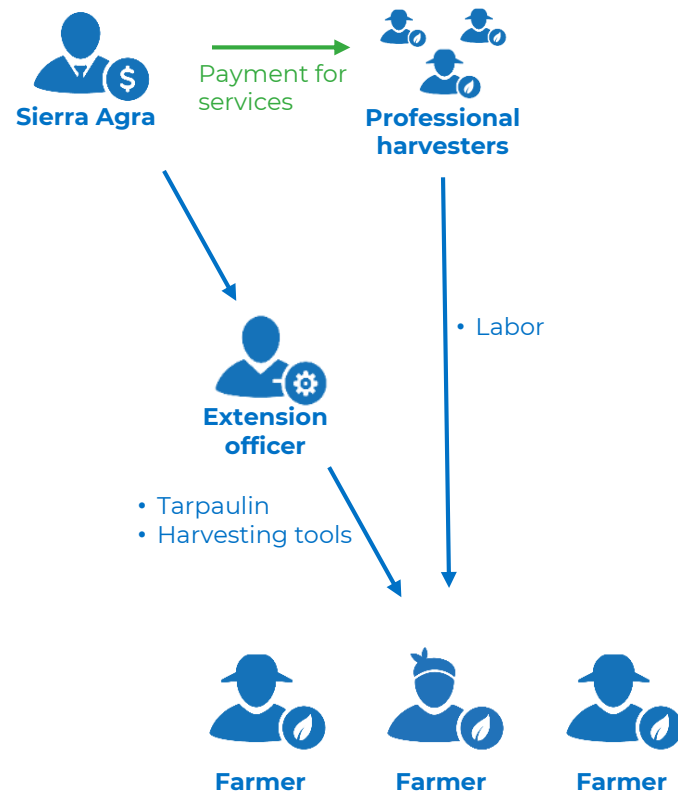 $
Payment for
services
Sierra Agra
Professional
harvesters
• Labor
Extension
officer
• Tarpaulin
• Harvesting tools
Farmer
Farmer
Farmer